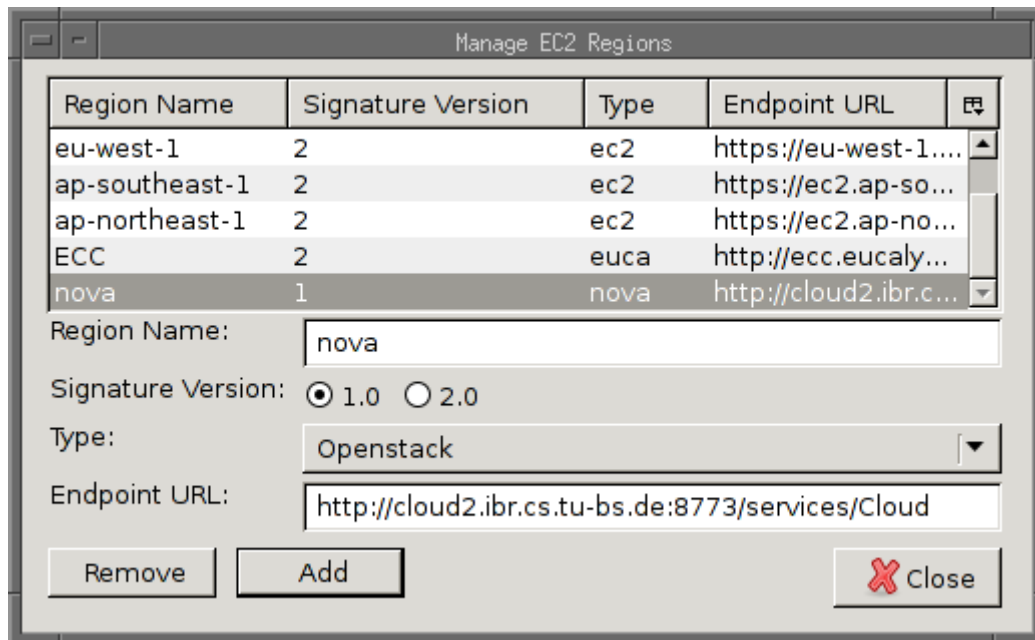 Manage EC2 Regions
Region Name Signature Version Type Endpoint URL
eu-west-1 2 ec2 https://eu-west-1....
ap-southeast-1 2 ec2 https://ec2.ap-so...
ap-northeast-1 2 ec2 https://ec2.ap-no...
ECC 2 euca http://ecc.eucaly...
nova 1 nova http://cloud2.ibr.c...
Region Name: nova
Signature Version: 1.0 2.0
Type: Openstack
Endpoint URL: http://cloud2.ibr.cs.tu-bs.de:8773/services/Cloud
Remove Add Close